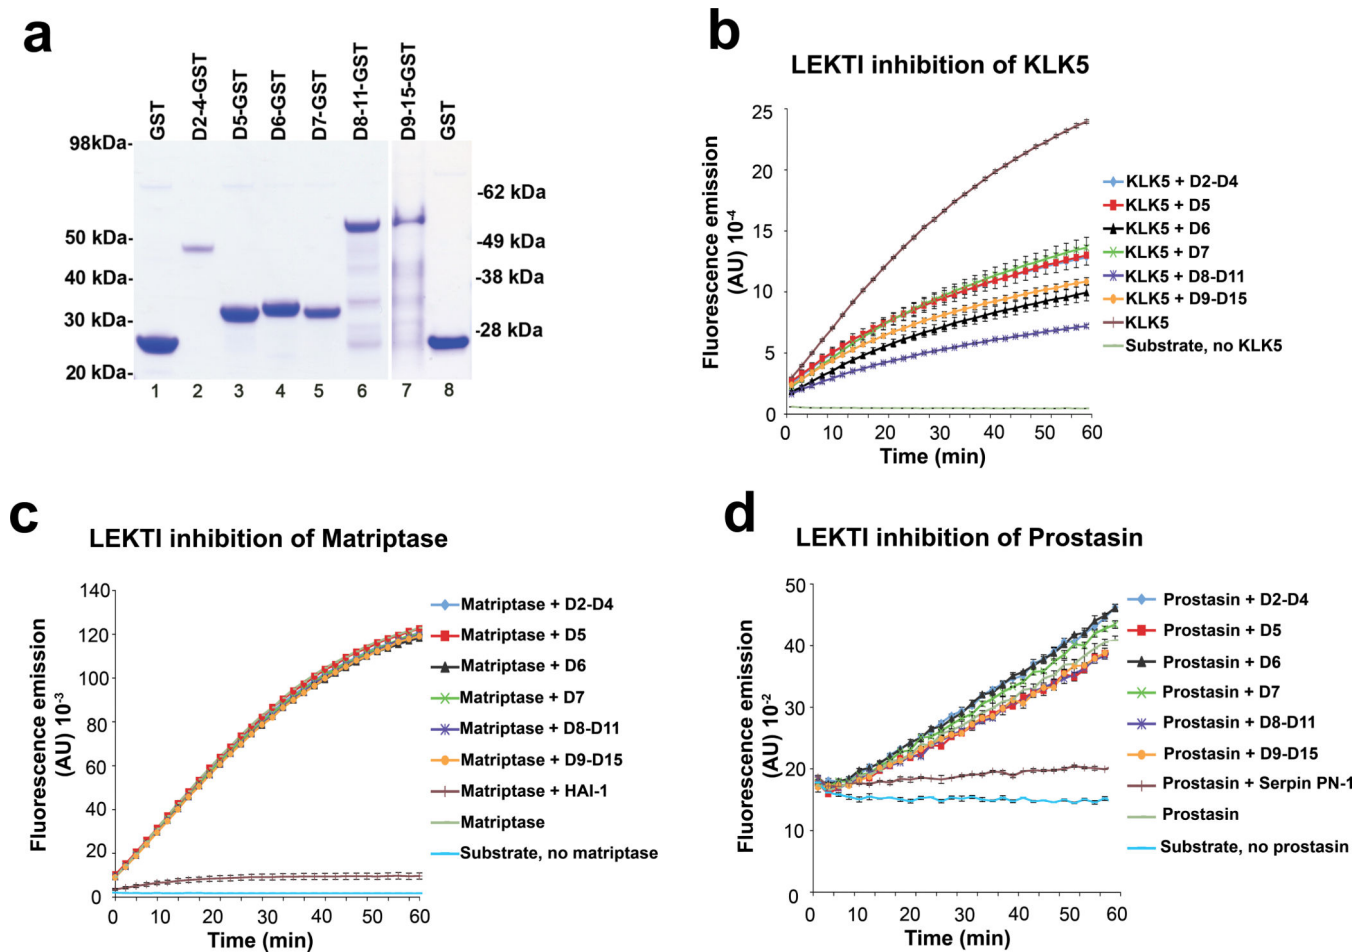 a
GST
D2-4-GST
D5-GST
D6-GST
D7-GST
D8-11-GST
D9-15-GST
GST
98kDa-
50 kDa-
40 kDa-
30 kDa-
20 kDa-
-62 kDa
-49 kDa
-38 kDa
-28 kDa
1 2 3 4 5 6 7 8
b
LEKTI inhibition of KLK5
Fluorescence emission
(AU) 10-4
25
20
15
10
5
0
0 10 20 30 40 50 60
Time (min)
KLK5 + D2-D4
KLK5 + D5
KLK5 + D6
KLK5 + D7
KLK5 + D8-D11
KLK5 + D9-D15
KLK5
Substrate, no KLK5
c
LEKTI inhibition of Matriptase
Fluorescence emission
(AU) 10-3
140
120
100
80
60
40
20
0
0 10 20 30 40 50 60
Time (min)
Matriptase + D2-D4
Matriptase + D5
Matriptase + D6
Matriptase + D7
Matriptase + D8-D11
Matriptase + D9-D15
Matriptase + HAI-1
Matriptase
Substrate, no matriptase
d
LEKTI inhibition of Prostasin
Fluorescence emission
(AU) 10-2
50
40
30
20
10
0
0 10 20 30 40 50 60
Time (min)
Prostasin + D2-D4
Prostasin + D5
Prostasin + D6
Prostasin + D7
Prostasin + D8-D11
Prostasin + D9-D15
Prostasin + Serpin PN-1
Prostasin
Substrate, no prostasin